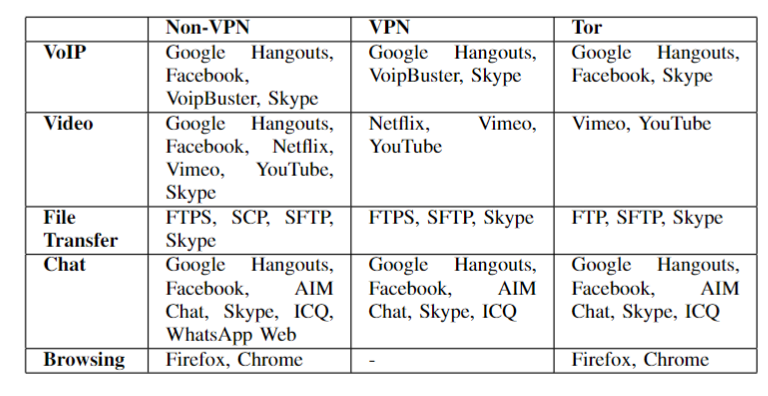 Non-VPN VPN Tor
VoIP Google Hangouts, Google Hangouts, Google Hangouts,
Facebook, VoipBuster, Skype Facebook, Skype
VoipBuster, Skype
Video Google Hangouts, Netflix, Vimeo, Vimeo, YouTube
Facebook, Netflix, YouTube
Vimeo, YouTube,
Skype
File FTPS, SCP, SFTP, FTPS, SFTP, Skype FTP, SFTP, Skype
Transfer Skype
Chat Google Hangouts, Google Hangouts, Google Hangouts,
Facebook, AIM Facebook, AIM Facebook, AIM
Chat, Skype, ICQ, Chat, Skype, ICQ Chat, Skype, ICQ
WhatsApp Web
Browsing Firefox, Chrome - Firefox, Chrome